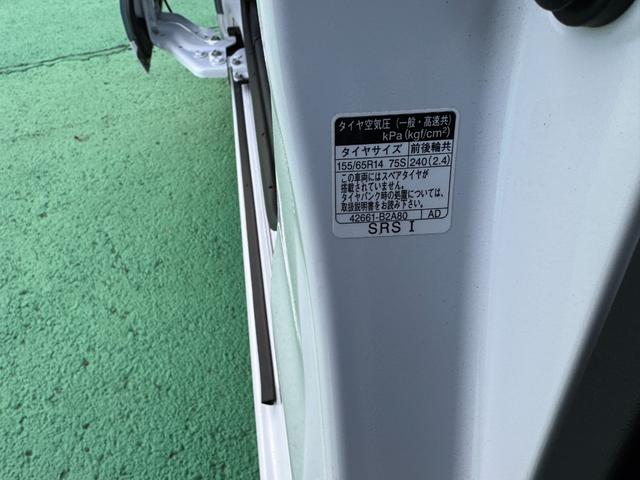 タイヤ空気圧 (一般・高速共)
kPa (kgf/cm²)
タイヤサイズ 前後輪共
155/65R14 75S 240(2.4)
この車両にはスペアタイヤが
搭載されていません。
タイヤパンク時の処置については、
取扱説明書をお読み下さい。
42661-B2A80 AD
SRS I